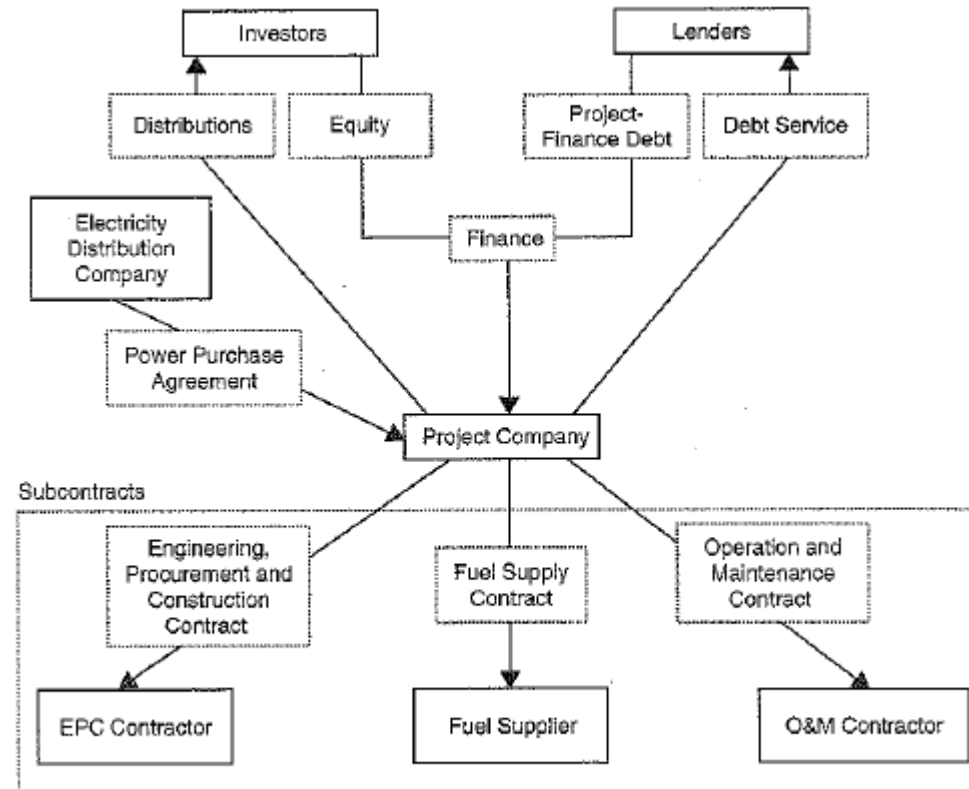 Investors
Lenders
Distributions
Equity
Project-
Finance Debt
Debt Service
Electricity
Distribution
Company
Finance
Power Purchase
Agreement
Project Company
Subcontracts
Engineering,
Procurement and
Construction
Contract
Fuel Supply
Contract
Operation and
Maintenance
Contract
EPC Contractor
Fuel Supplier
O&M Contractor